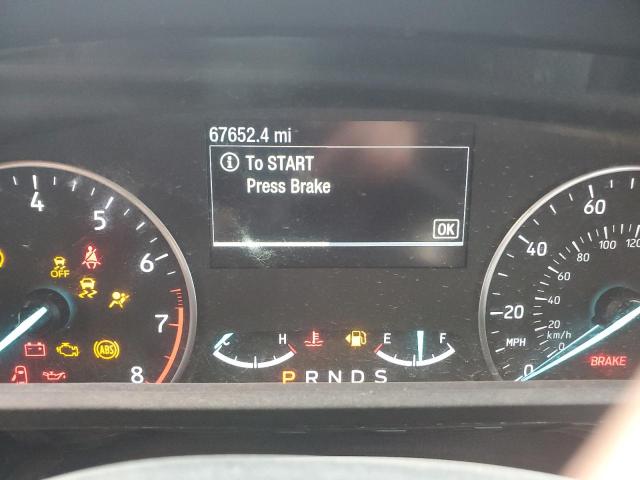 67652.4 mi
i To START
Press Brake
OK
4 5 6 7 8
OFF
ABS
C H
E F
P R N D S
0 20 40 60
MPH
0 20 40 60 80 100 120
km/h
BRAKE